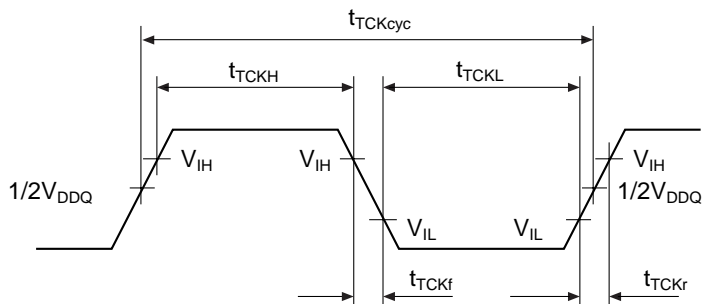 tTCKcyc
tTCKH
tTCKL
VIH
VIH
VIH
1/2VDDQ
1/2VDDQ
VIL
VIL
tTCKf
tTCKr